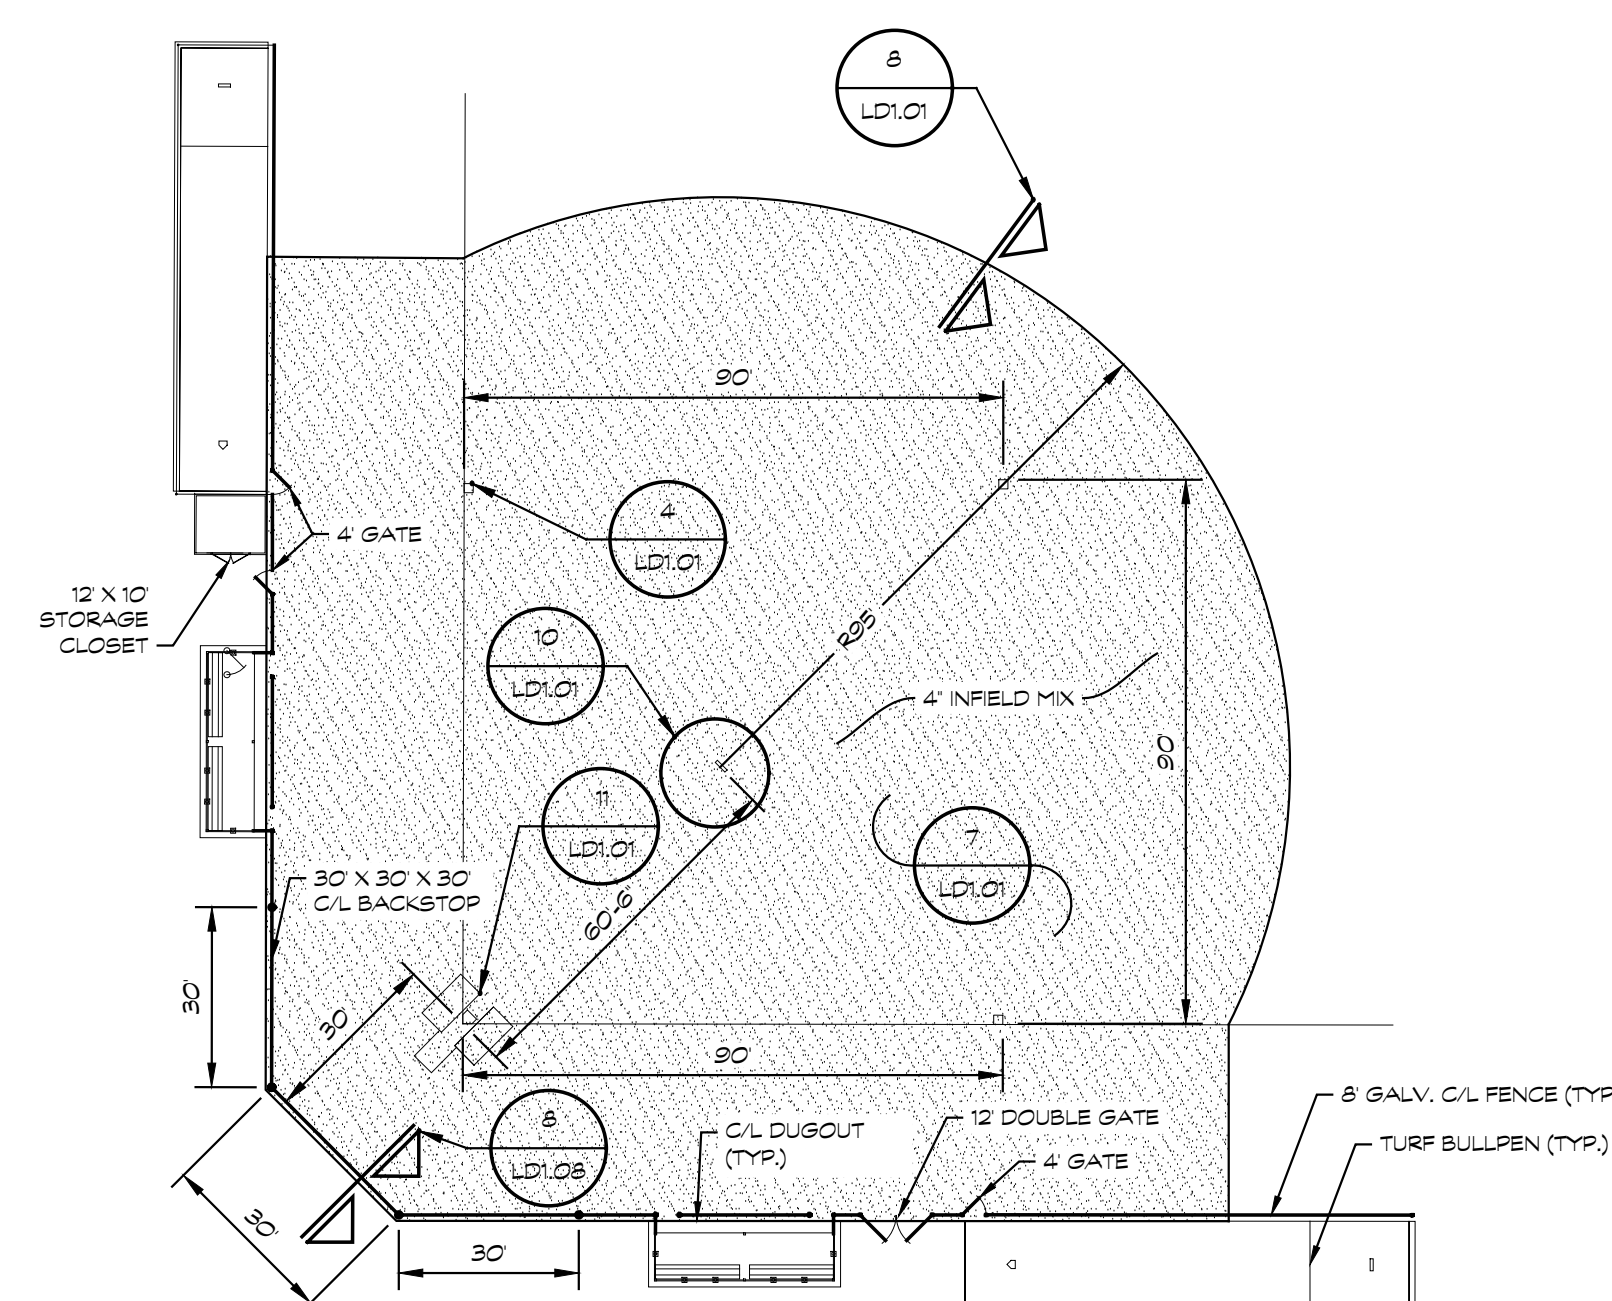 8
LD1.01
90'
4
LD1.01
4' GATE
12' X 10'
STORAGE
CLOSET
10
LD1.01
R95
4" INFIELD MIX
90'
11
LD1.01
7
LD1.01
30' X 30' X 30'
C/L BACKSTOP
60-6'
30'
30'
90'
8
LD1.08
C/L DUGOUT
(TYP.)
12' DOUBLE GATE
4' GATE
8' GALV. C/L FENCE (TYP
TURF BULLPEN (TYP.)
30'
30'